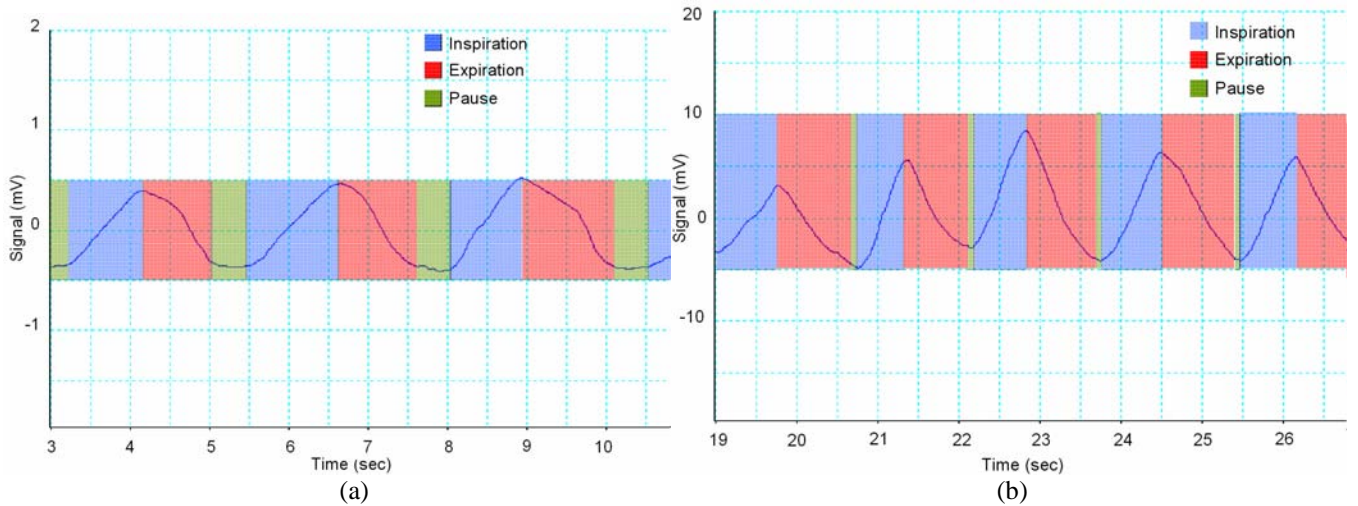 2
1
0
-1
Signal (mV)
Inspiration
Expiration
Pause
3 4 5 6 7 8 9 10
Time (sec)
(a)
20
10
0
-10
Signal (mV)
Inspiration
Expiration
Pause
19 20 21 22 23 24 25 26
Time (sec)
(b)